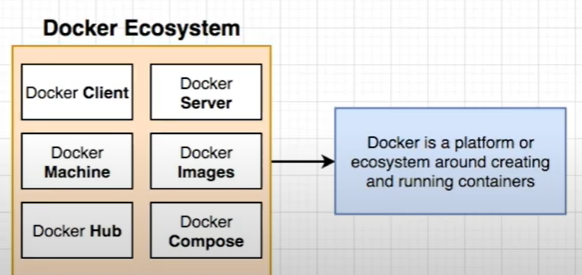 Docker Ecosystem
Docker Client
Docker
Server
Docker
Machine
Docker
Images
Docker Hub
Docker
Compose
Docker is a platform or
ecosystem around creating
and running containers